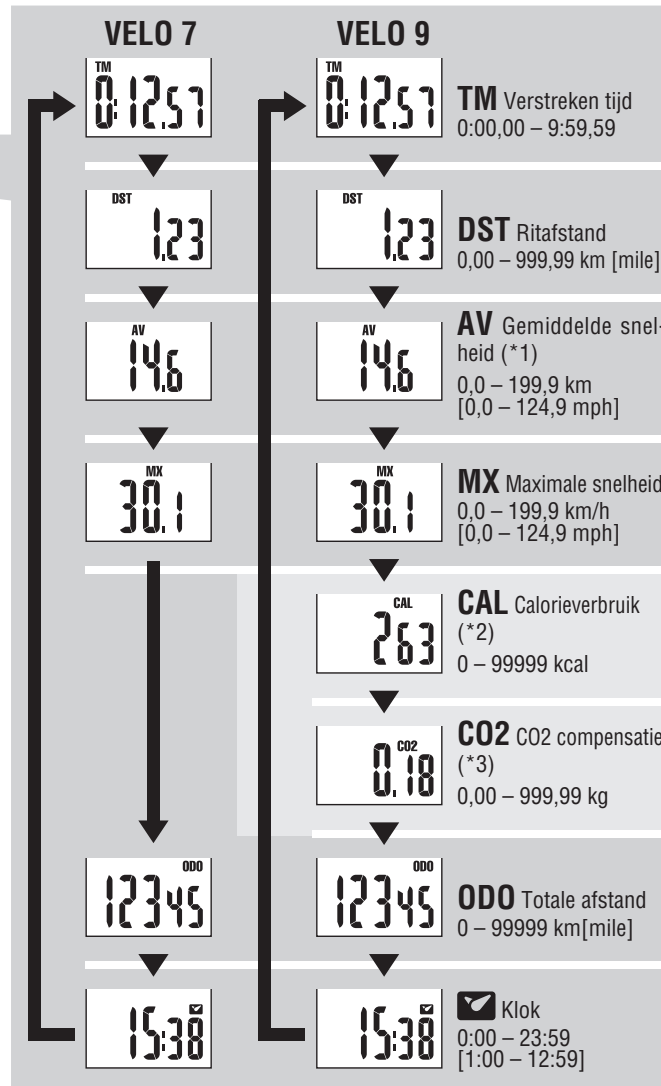 VELO 7 VELO 9
TM TM
0:12.57 0:12.57
TM Verstreken tijd
0:00,00 – 9:59,59
DST DST
1.23 1.23
DST Ritafstand
0,00 – 999,99 km [mile]
AV AV
14.6 14.6
AV Gemiddelde snel-
heid (*1)
0,0 – 199,9 km
[0,0 – 124,9 mph]
MX MX
30.1 30.1
MX Maximale snelheid
0,0 – 199,9 km/h
[0,0 – 124,9 mph]
CAL
263
CAL Calorieverbruik
(*2)
0 – 99999 kcal
CO2
0.18
CO2 CO2 compensatie
(*3)
0,00 – 999,99 kg
ODO ODO
12345 12345
ODO Totale afstand
0 – 99999 km[mile]
15:38 15:38
Klok
0:00 – 23:59
[1:00 – 12:59]